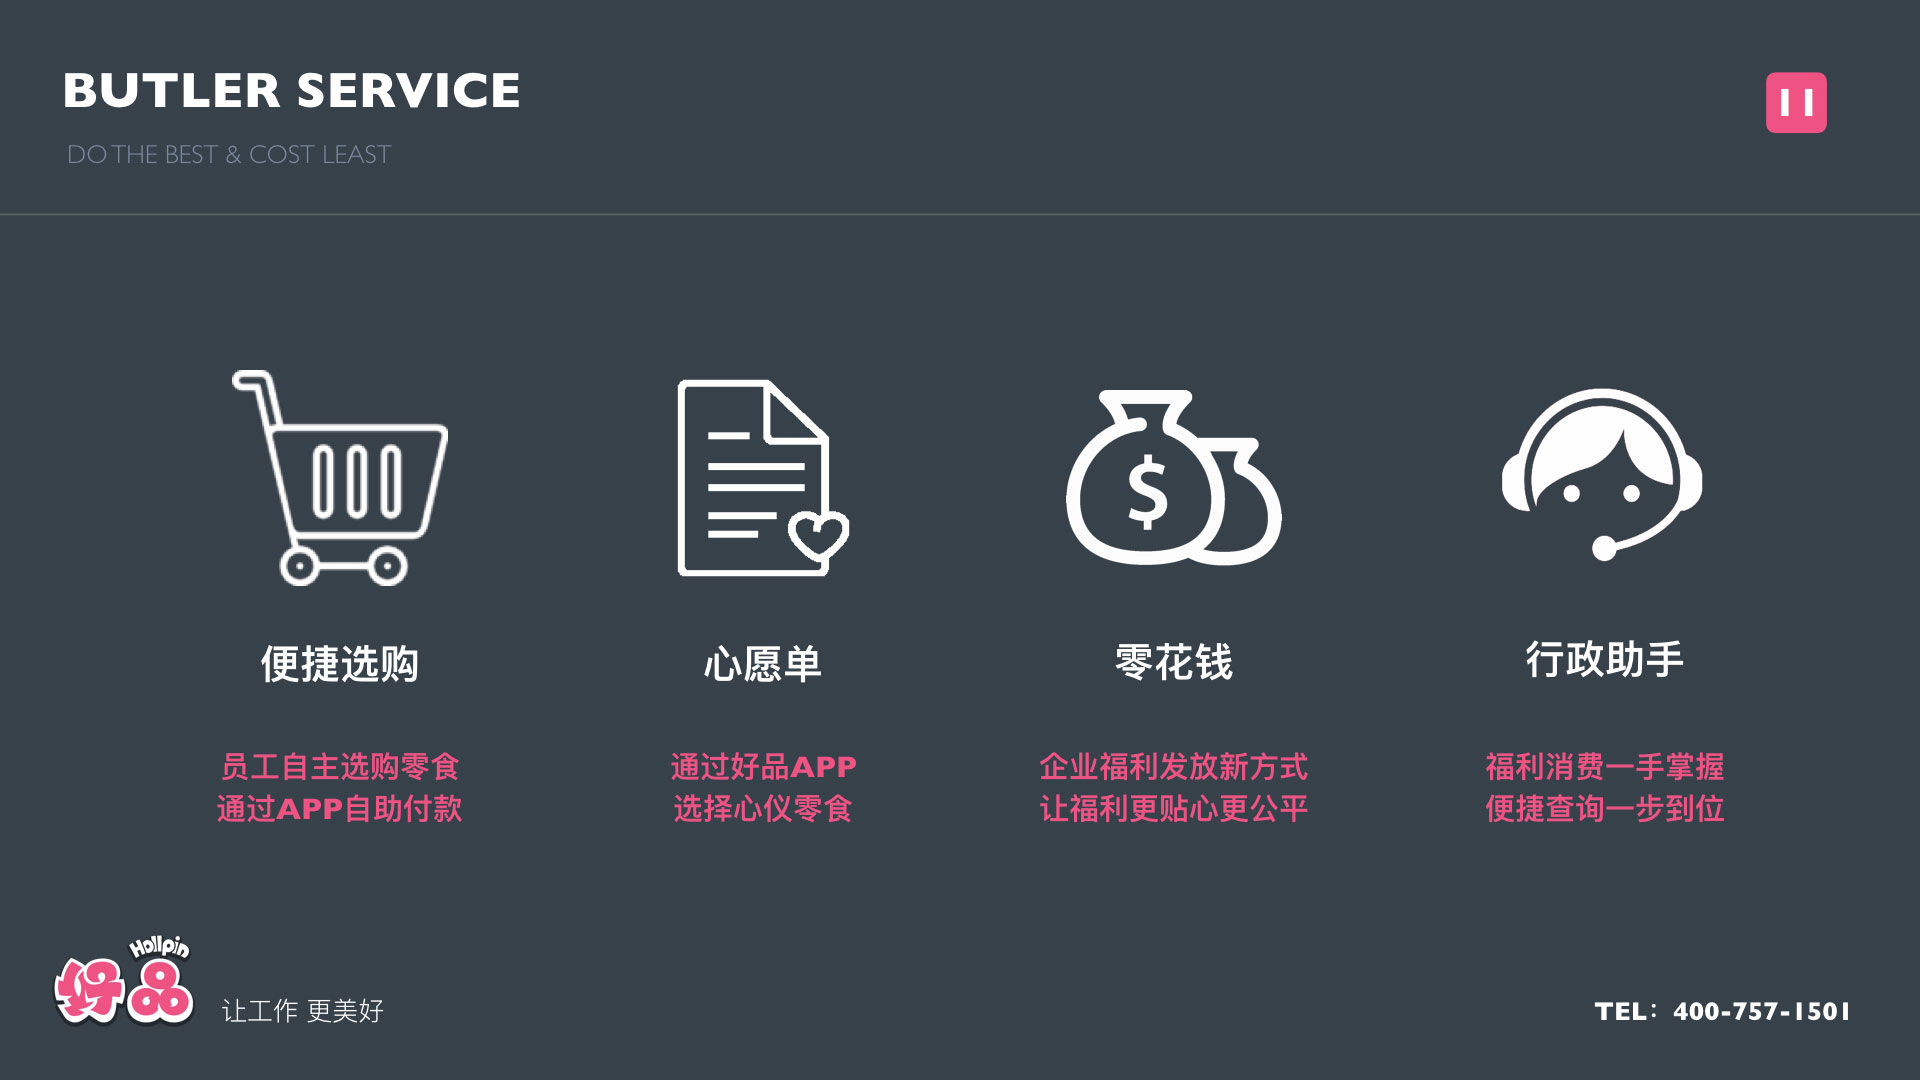 BUTLER SERVICE
11
DO THE BEST & COST LEAST
$
便捷选购
心愿单
零花钱
行政助手
员工自主选购零食
通过APP自助付款
通过好品APP
选择心仪零食
企业福利发放新方式
让福利更贴心更公平
福利消费一手掌握
便捷查询一步到位
Hollpin
好品
让工作 更美好
TEL：400-757-1501